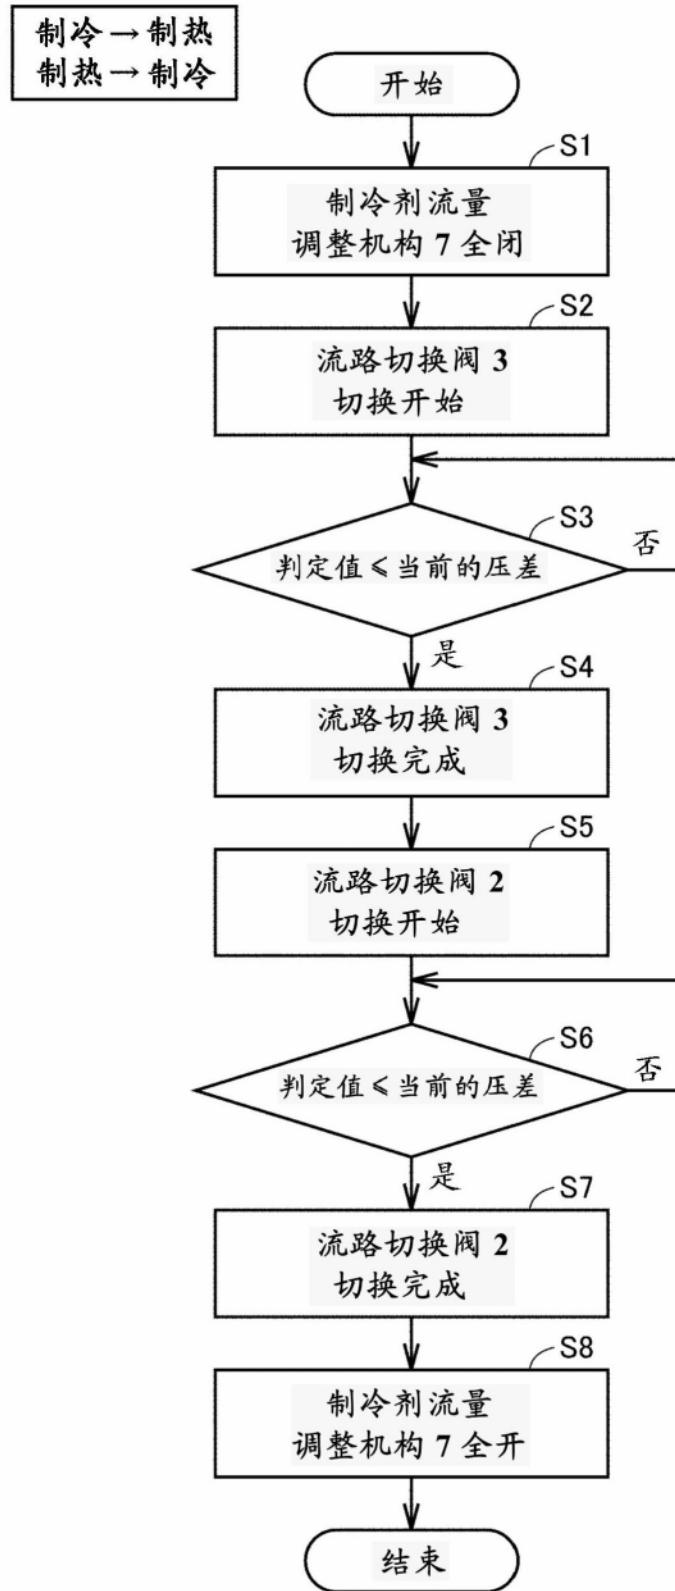 制冷→制热
制热→制冷
开始
S1
制冷剂流量
调整机构 7 全闭
S2
流路切换阀 3
切换开始
S3
判定值≤当前的压差
否
是
S4
流路切换阀 3
切换完成
S5
流路切换阀 2
切换开始
S6
判定值≤当前的压差
否
是
S7
流路切换阀 2
切换完成
S8
制冷剂流量
调整机构 7 全开
结束